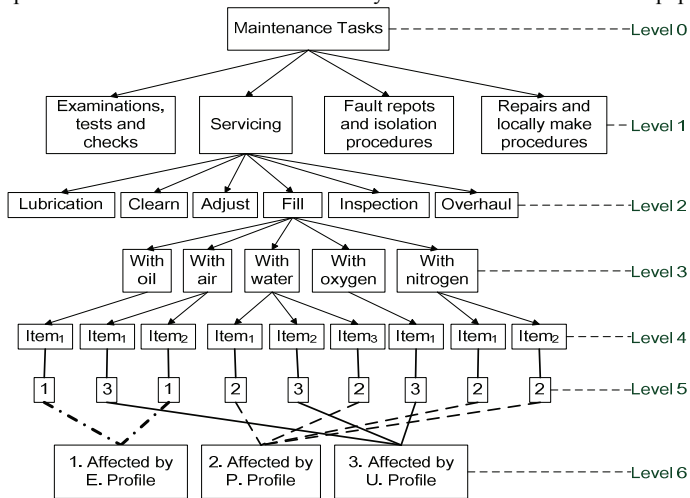 Maintenance Tasks
Level 0
Examinations,
tests and
checks
Servicing
Fault repots
and isolation
procedures
Repairs and
locally make
procedures
Level 1
Lubrication
Clearn
Adjust
Fill
Inspection
Overhaul
Level 2
With
oil
With
air
With
water
With
oxygen
With
nitrogen
Level 3
Item1
Item1
Item2
Item1
Item2
Item3
Item1
Item1
Item2
Level 4
1
3
1
2
3
2
3
2
2
Level 5
1. Affected by
E. Profile
2. Affected by
P. Profile
3. Affected by
U. Profile
Level 6